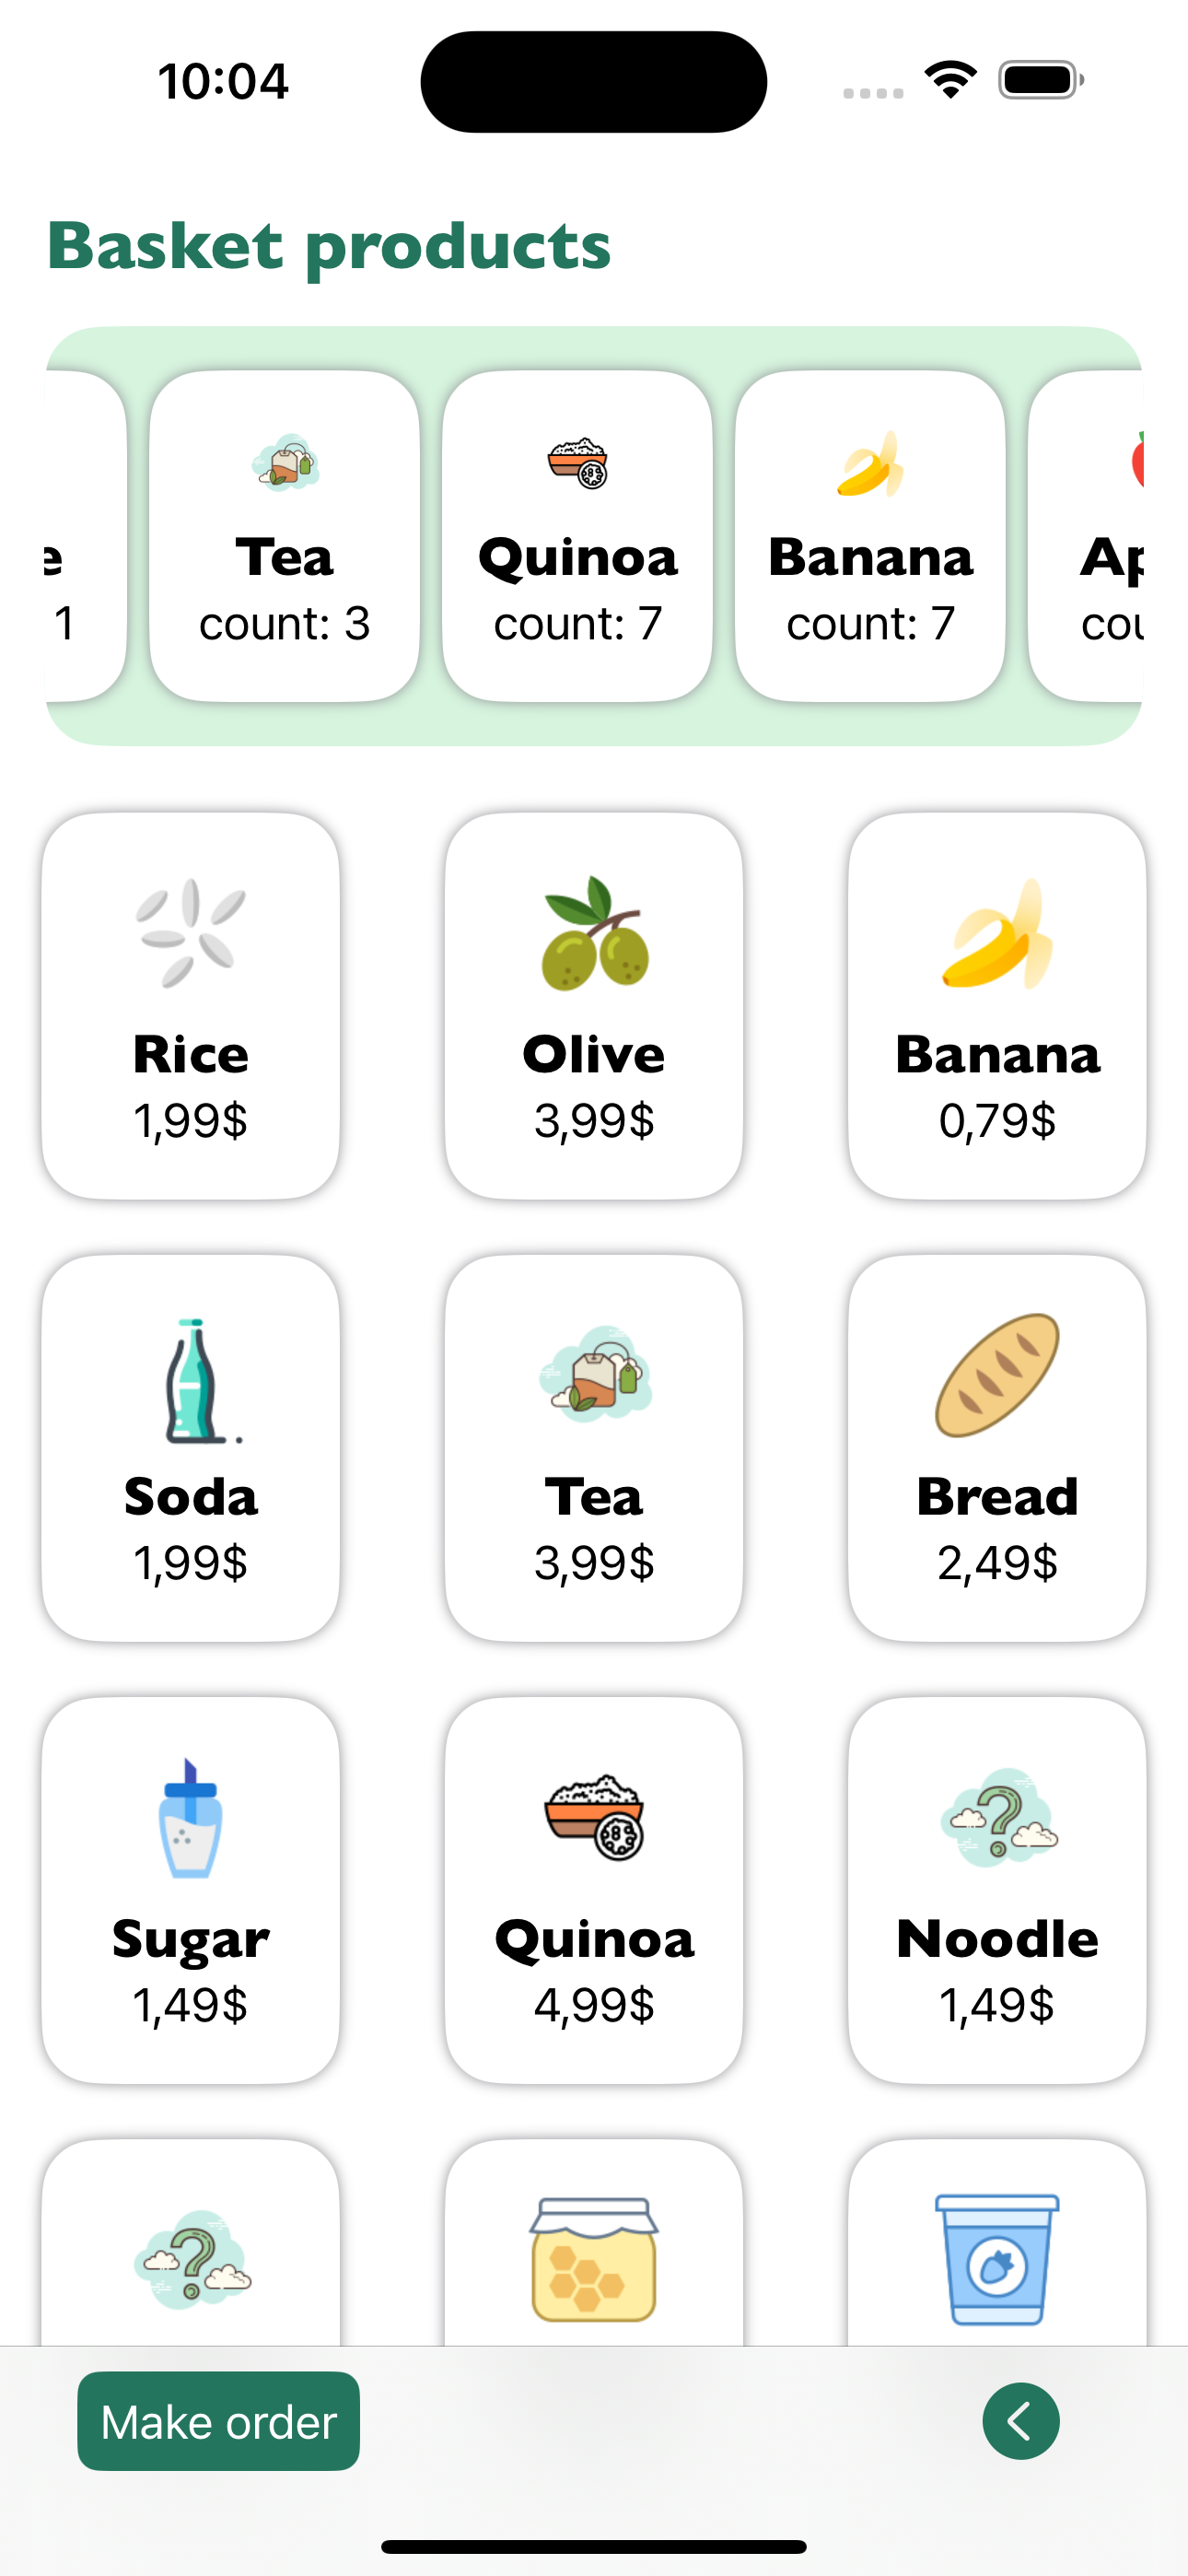 10:04
Basket products
Tea Quinoa Banana
1 count: 3 count: 7 count: 7
Rice Olive Banana
1,99$ 3,99$ 0,79$
Soda Tea Bread
1,99$ 3,99$ 2,49$
Sugar Quinoa Noodle
1,49$ 4,99$ 1,49$
Make order